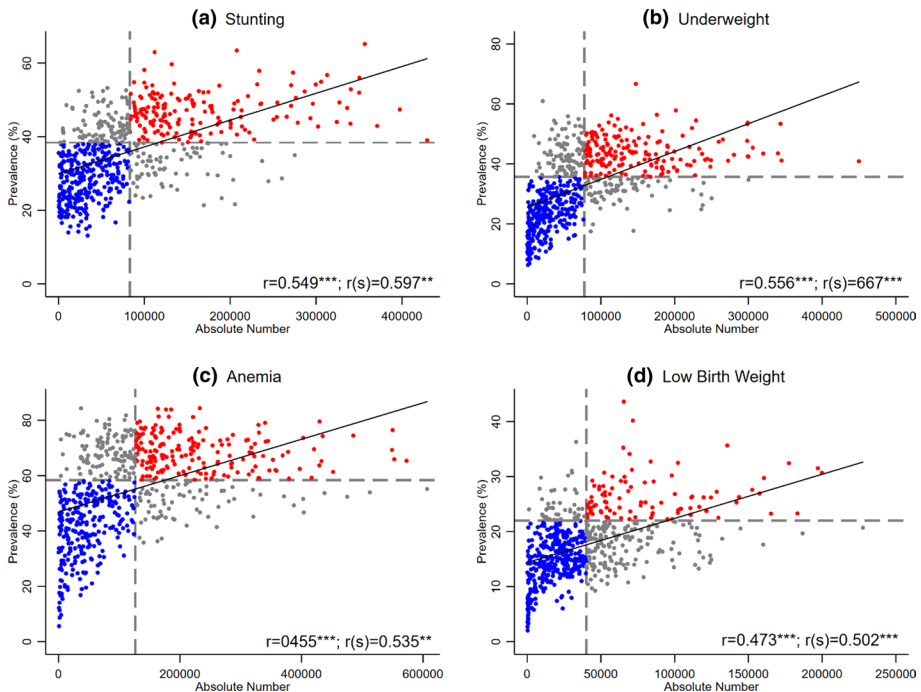 (a) Stunting
Prevalence (%)
0
20
40
60
0
100000
200000
300000
400000
Absolute Number
r=0.549***; r(s)=0.597**
(b) Underweight
Prevalence (%)
0
20
40
60
80
0
100000
200000
300000
400000
500000
Absolute Number
r=0.556***; r(s)=667***
(c) Anemia
Prevalence (%)
0
20
40
60
80
0
200000
400000
600000
Absolute Number
r=0455***; r(s)=0.535**
(d) Low Birth Weight
Prevalence (%)
0
10
20
30
40
0
50000
100000
150000
200000
250000
Absolute Number
r=0.473***; r(s)=0.502***